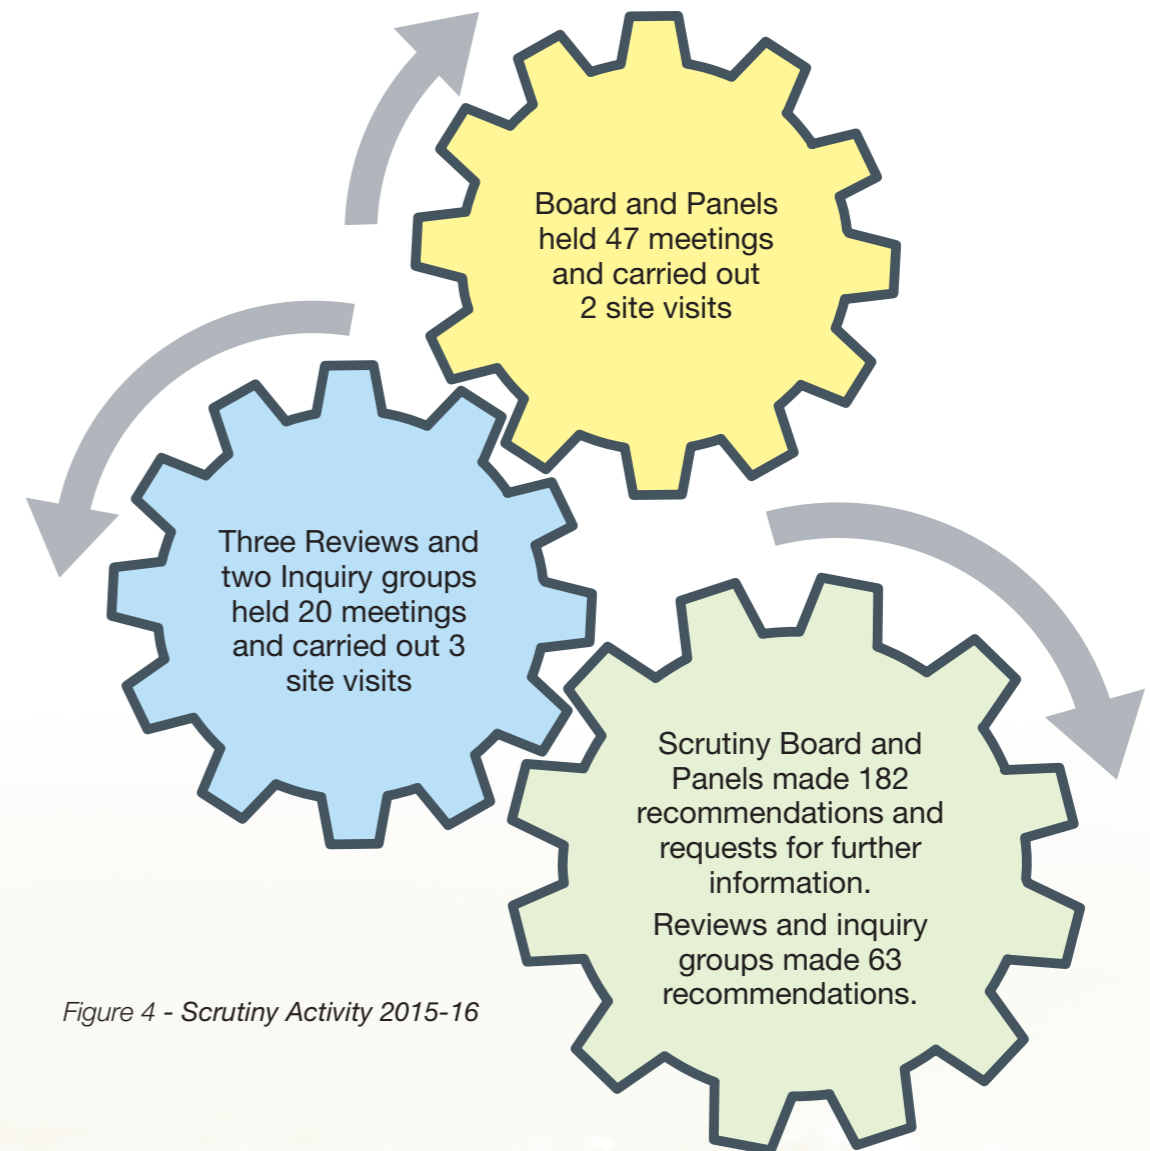 Board and Panels
held 47 meetings
and carried out
2 site visits
Three Reviews and
two Inquiry groups
held 20 meetings
and carried out 3
site visits
Scrutiny Board and
Panels made 182
recommendations and
requests for further
information.
Reviews and inquiry
groups made 63
recommendations.
Figure 4 - Scrutiny Activity 2015-16